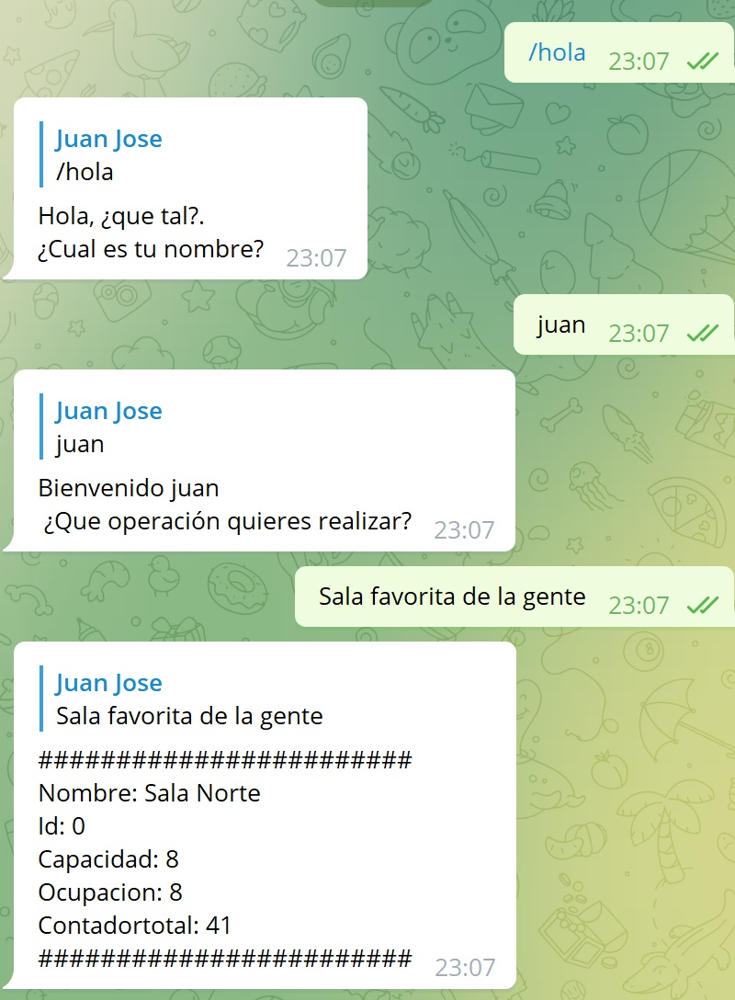 /hola 23:07
Juan Jose
/hola
Hola, ¿que tal?.
¿Cual es tu nombre? 23:07
juan 23:07
Juan Jose
juan
Bienvenido juan
¿Que operación quieres realizar? 23:07
Sala favorita de la gente 23:07
Juan Jose
Sala favorita de la gente
########################
Nombre: Sala Norte
Id: 0
Capacidad: 8
Ocupacion: 8
Contadortotal: 41
######################## 23:07